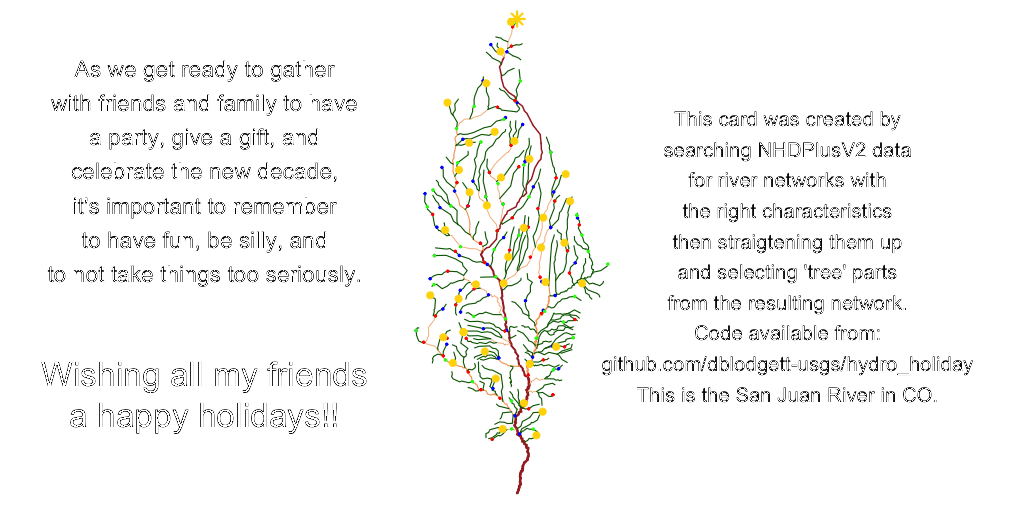 As we get ready to gather
with friends and family to have
a party, give a gift, and
celebrate the new decade,
it's important to remember
to have fun, be silly, and
to not take things too seriously.
Wishing all my friends
a happy holidays!!
This card was created by
searching NHDPlusV2 data
for river networks with
the right characteristics
then straigtening them up
and selecting 'tree' parts
from the resulting network.
Code available from:
github.com/dblodgett-usgs/hydro_holiday
This is the San Juan River in CO.